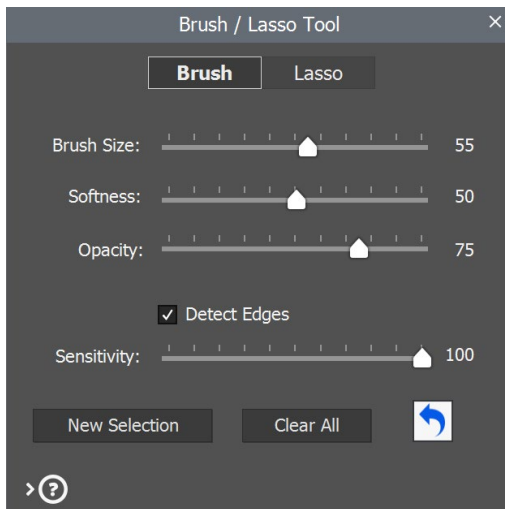 Brush / Lasso Tool ×
Brush Lasso
Brush Size: 55
Softness: 50
Opacity: 75
Detect Edges
Sensitivity: 100
New Selection Clear All
?